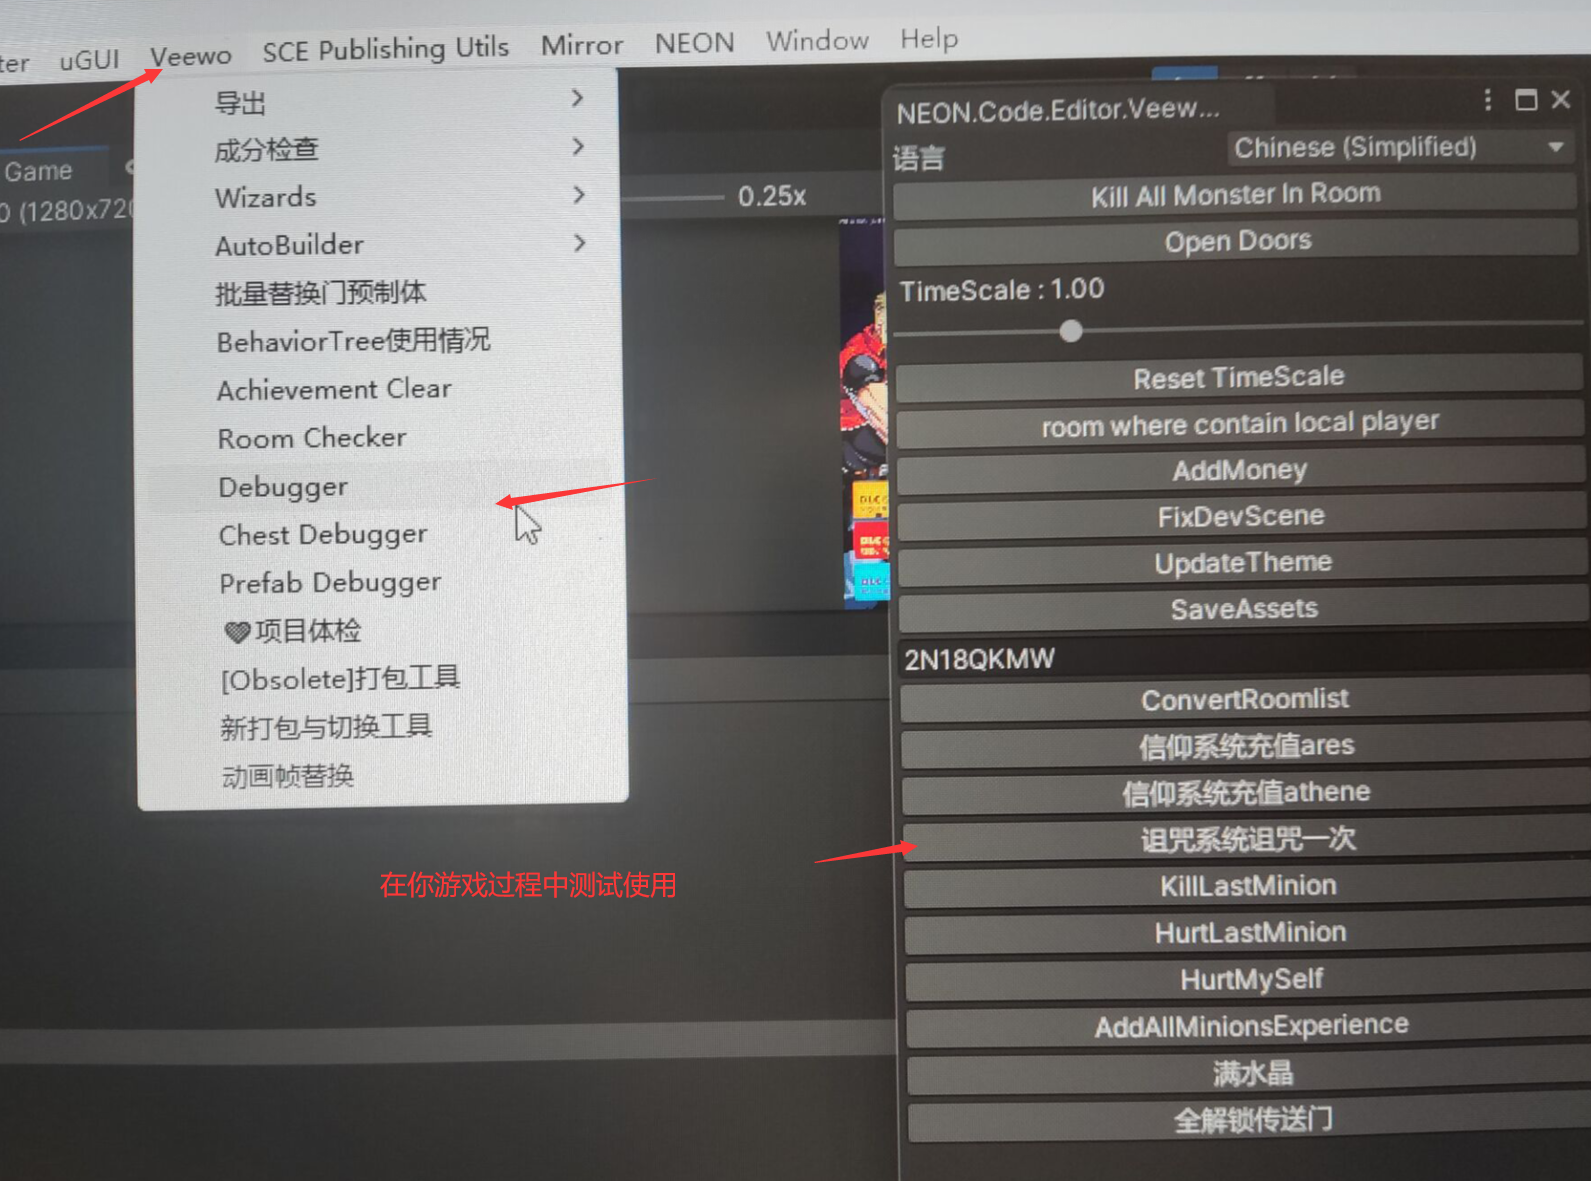 ter uGUI Veewo SCE Publishing Utils Mirror NEON Window Help
导出
成分检查
Wizards
AutoBuilder
批量替换门预制体
BehaviorTree使用情况
Achievement Clear
Room Checker
Debugger
Chest Debugger
Prefab Debugger
项目体检
[Obsolete]打包工具
新打包与切换工具
动画帧替换
Game
0 (1280x720
0.25x
DLC
DLC
DLC
在你游戏过程中测试使用
NEON.Code.Editor.Veew...
语言 Chinese (Simplified)
Kill All Monster In Room
Open Doors
TimeScale : 1.00
Reset TimeScale
room where contain local player
AddMoney
FixDevScene
UpdateTheme
SaveAssets
2N18QKMW
ConvertRoomlist
信仰系统充值ares
信仰系统充值athene
诅咒系统诅咒一次
KillLastMinion
HurtLastMinion
HurtMySelf
AddAllMinionsExperience
满水晶
全解锁传送门